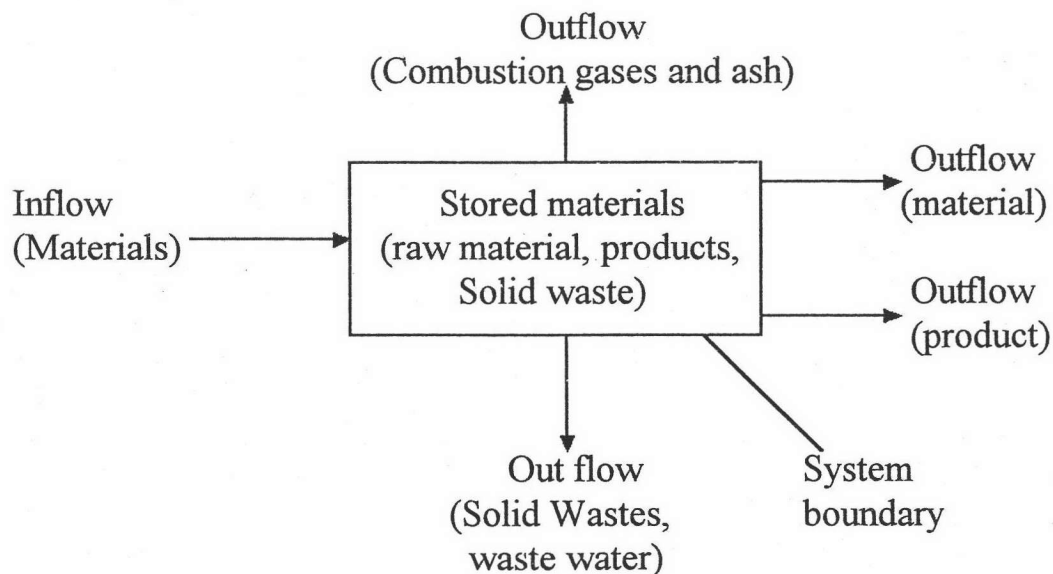 Outflow
(Combustion gases and ash)
Inflow
(Materials)
Stored materials
(raw material, products,
Solid waste)
Outflow
(material)
Outflow
(product)
Out flow
(Solid Wastes,
waste water)
System
boundary